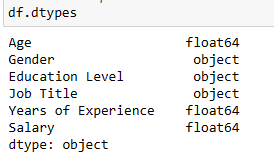 df.dtypes
Age                    float64
Gender                  object
Education Level         object
Job Title               object
Years of Experience    float64
Salary                 float64
dtype: object